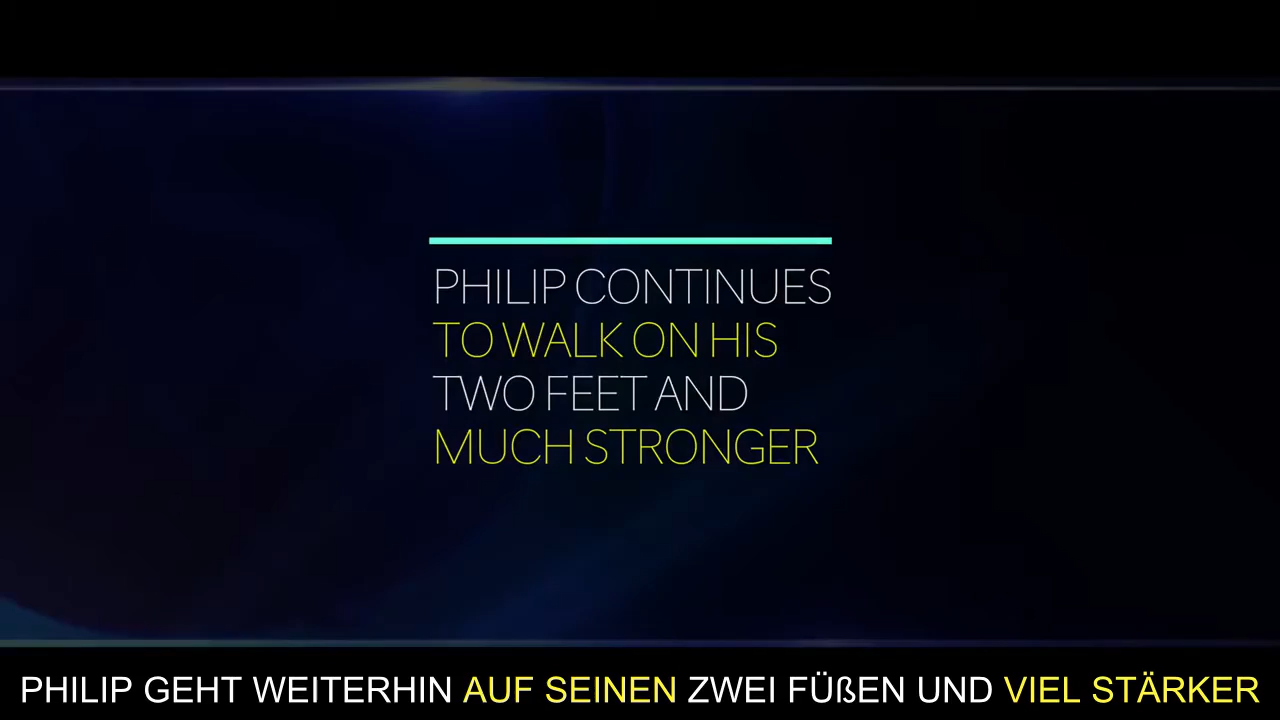 PHILIP CONTINUES
TO WALK ON HIS
TWO FEET AND
MUCH STRONGER
PHILIP GEHT WEITERHIN AUF SEINEN ZWEI FÜßEN UND VIEL STÄRKER